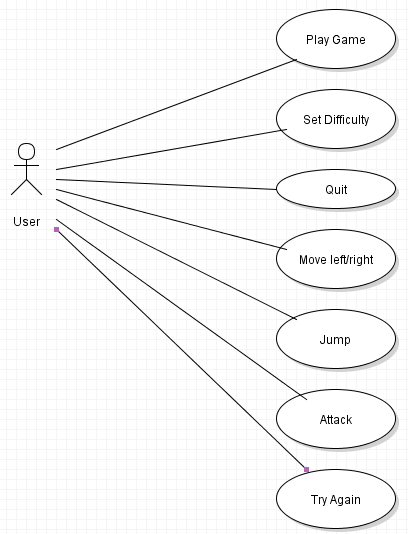 Play Game
Set Difficulty
Quit
User
Move left/right
Jump
Attack
Try Again